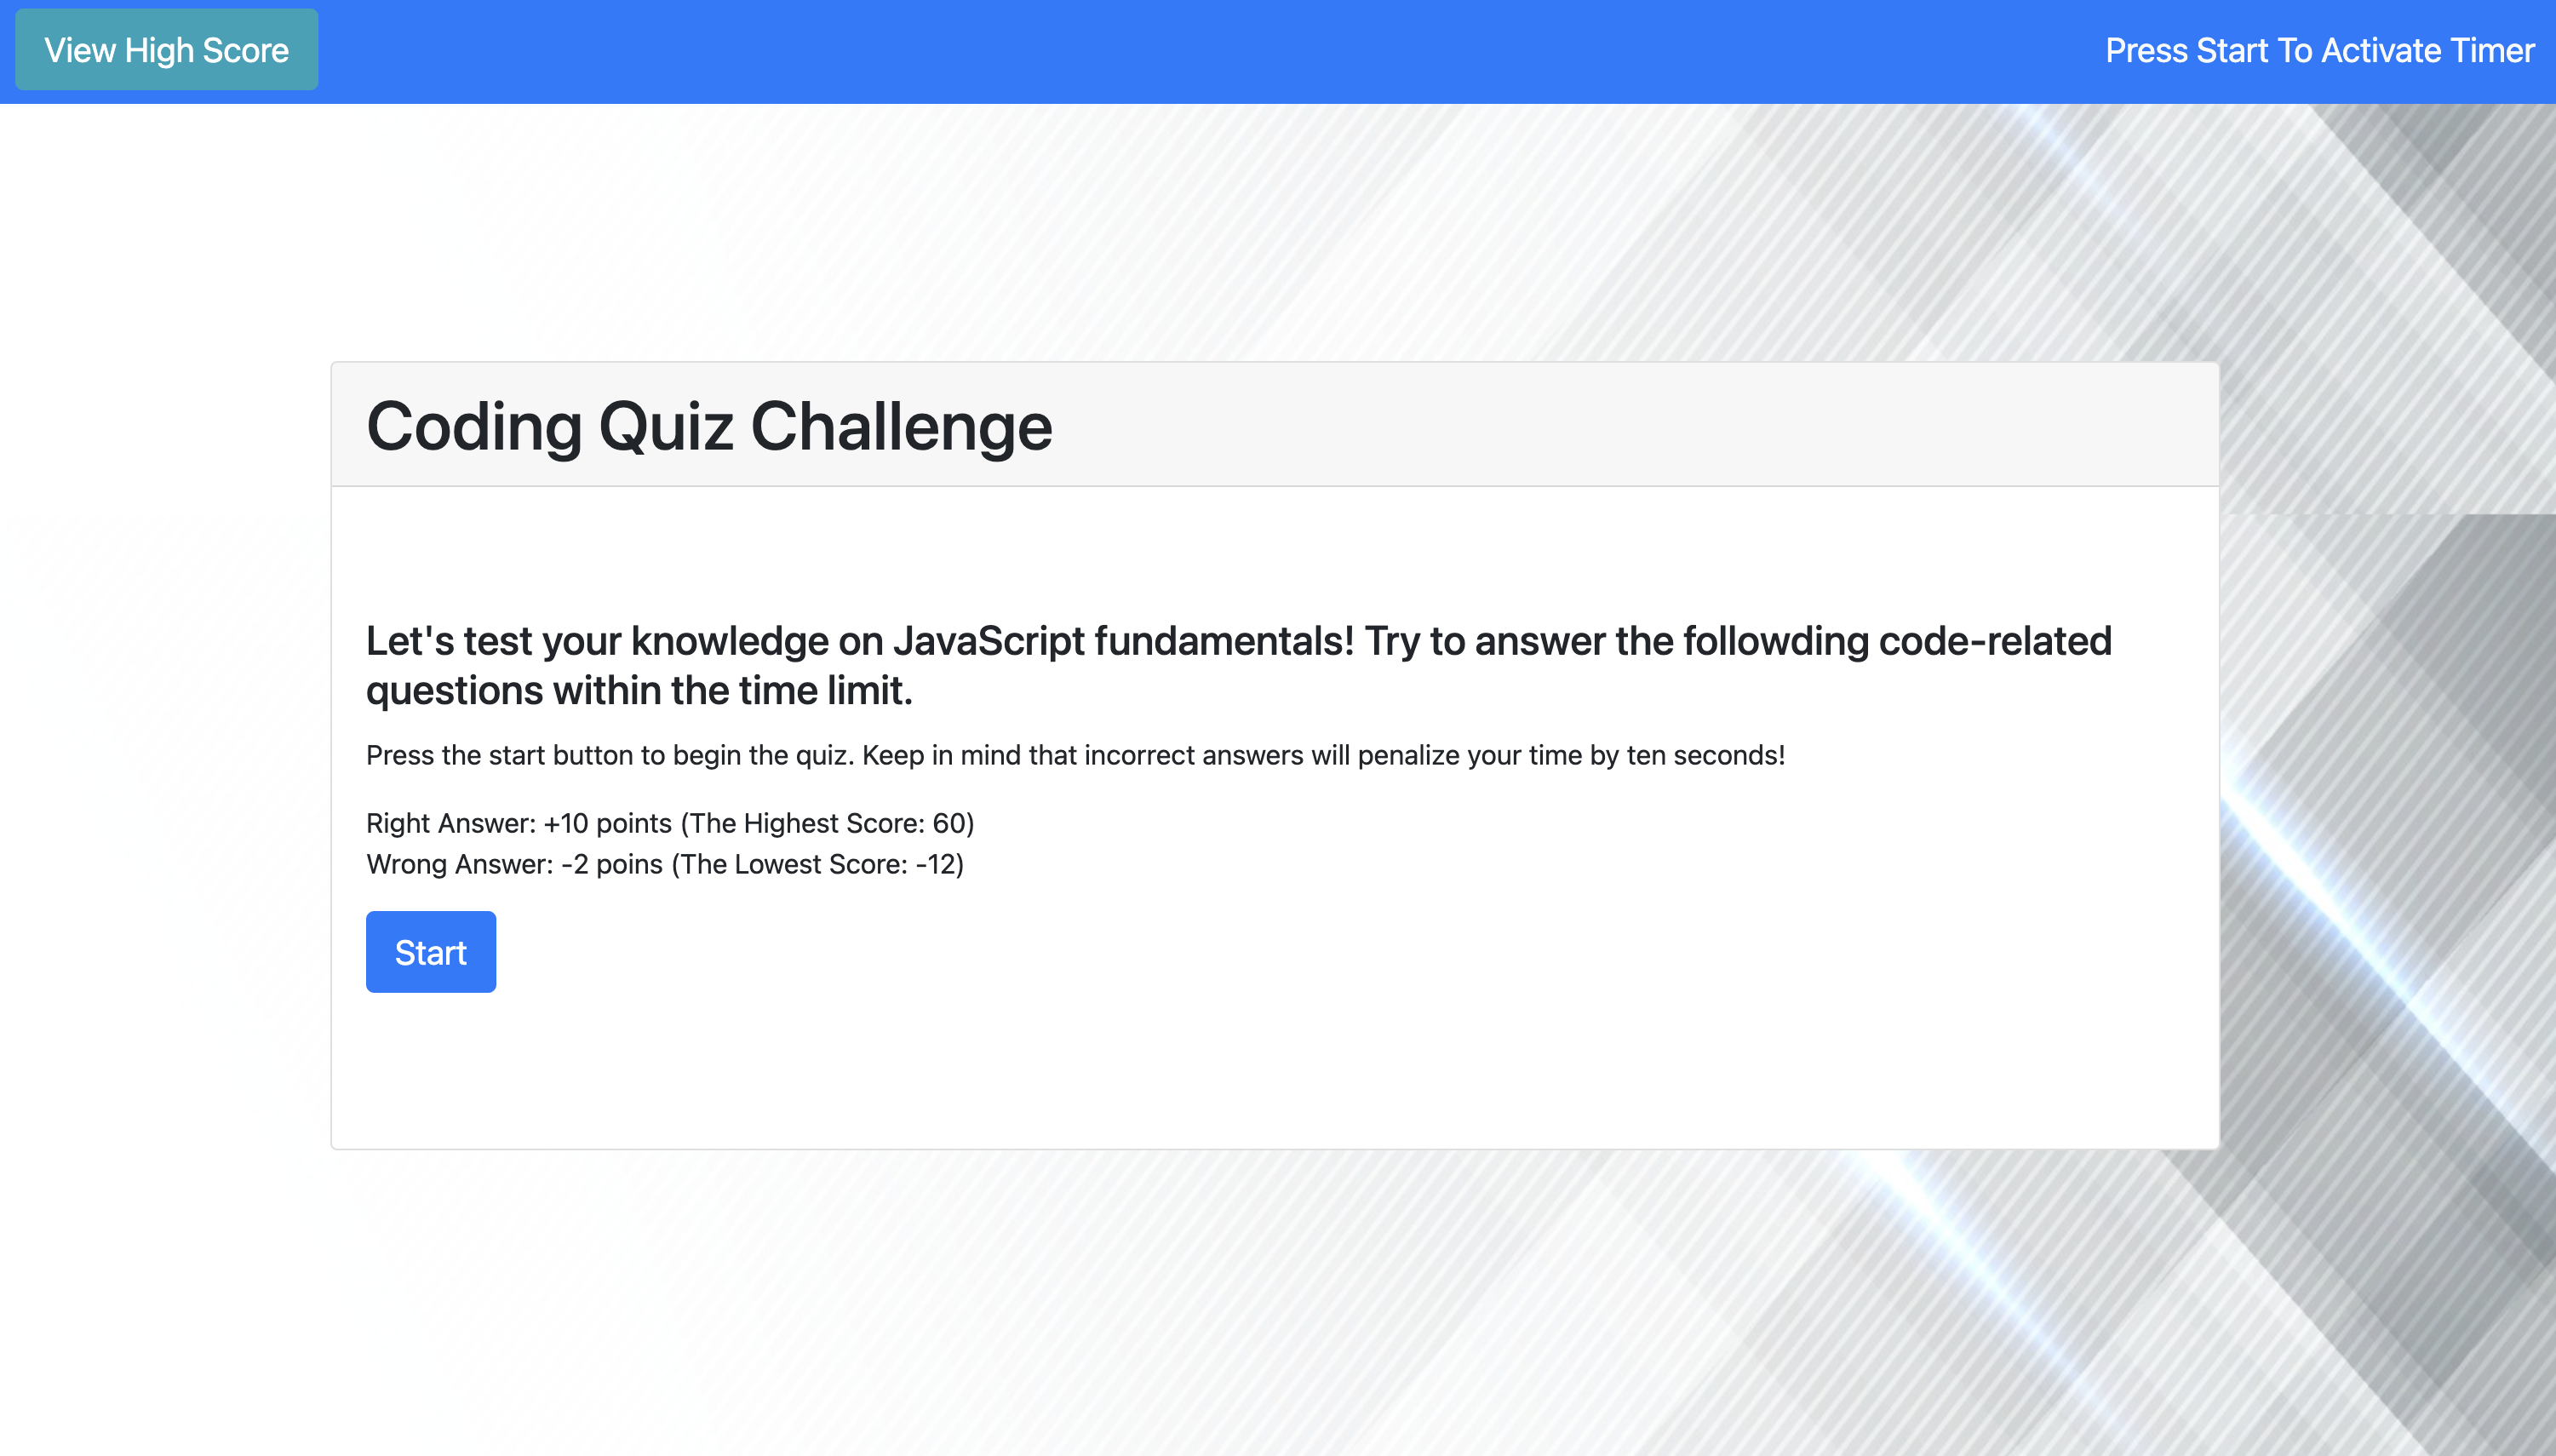 View High Score
Press Start To Activate Timer
Coding Quiz Challenge
Let's test your knowledge on JavaScript fundamentals! Try to answer the followding code-related
questions within the time limit.
Press the start button to begin the quiz. Keep in mind that incorrect answers will penalize your time by ten seconds!
Right Answer: +10 points (The Highest Score: 60)
Wrong Answer: -2 poins (The Lowest Score: -12)
Start